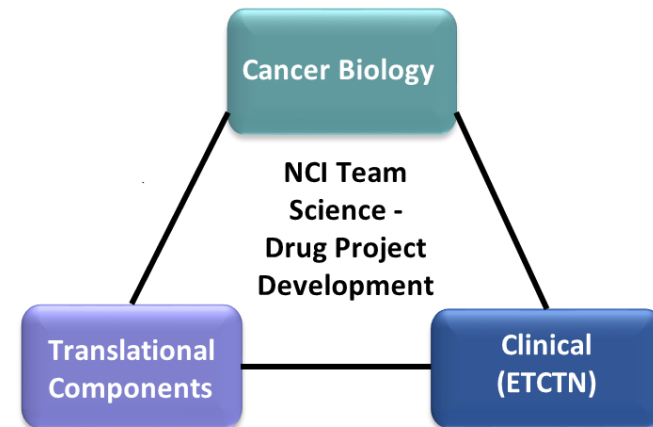 Cancer Biology
NCI Team
Science -
Drug Project
Development
Translational
Components
Clinical
(ETCTN)